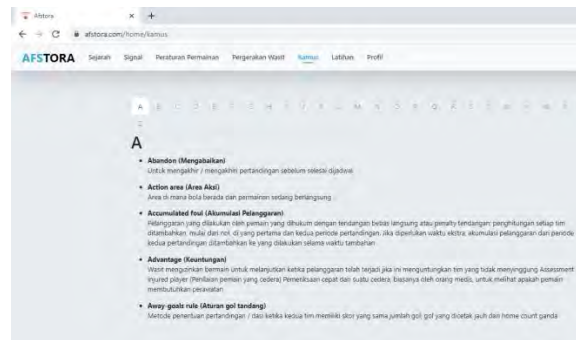 Afstora
afstora.com/home/kamus
AFSTORA Sejarah Signal Peraturan Permainan Pergerakan Wasit Kamus Latihan Profil
A B C D E F G H I J K L M N O P Q R S T U V W X
Z
A
• Abandon (Mengabaikan)
Untuk mengakhir / mengakhiri pertandingan sebelum selesai dijadwal
• Action area (Area Aksi)
Area di mana bola berada dan permainan sedang berlangsung
• Accumulated foul (Akumulasi Pelanggaran)
Pelanggaran yang dilakukan oleh pemain yang dihukum dengan tendangan bebas langsung atau penalty tendangan; penghitungan setiap tim
ditambahkan, mulai dari nol, di yang pertama dan kedua periode pertandingan. Jika diperlukan waktu ekstra, akumulasi pelanggaran dari periode
kedua pertandingan ditambahkan ke yang dilakukan selama waktu tambahan
• Advantage (Keuntungan)
Wasit mengizinkan bermain untuk melanjutkan ketika pelanggaran telah terjadi jika ini menguntungkan tim yang tidak menyinggung Assessment
injured player (Penilaian pemain yang cedera) Pemeriksaan cepat dari suatu cedera, biasanya oleh orang medis, untuk melihat apakah pemain
membutuhkan perawatan
• Away goals rule (Aturan gol tandang)
Metode penentuan pertandingan / dasi ketika kedua tim memiliki skor yang sama jumlah gol; gol yang dicetak jauh dari home count ganda